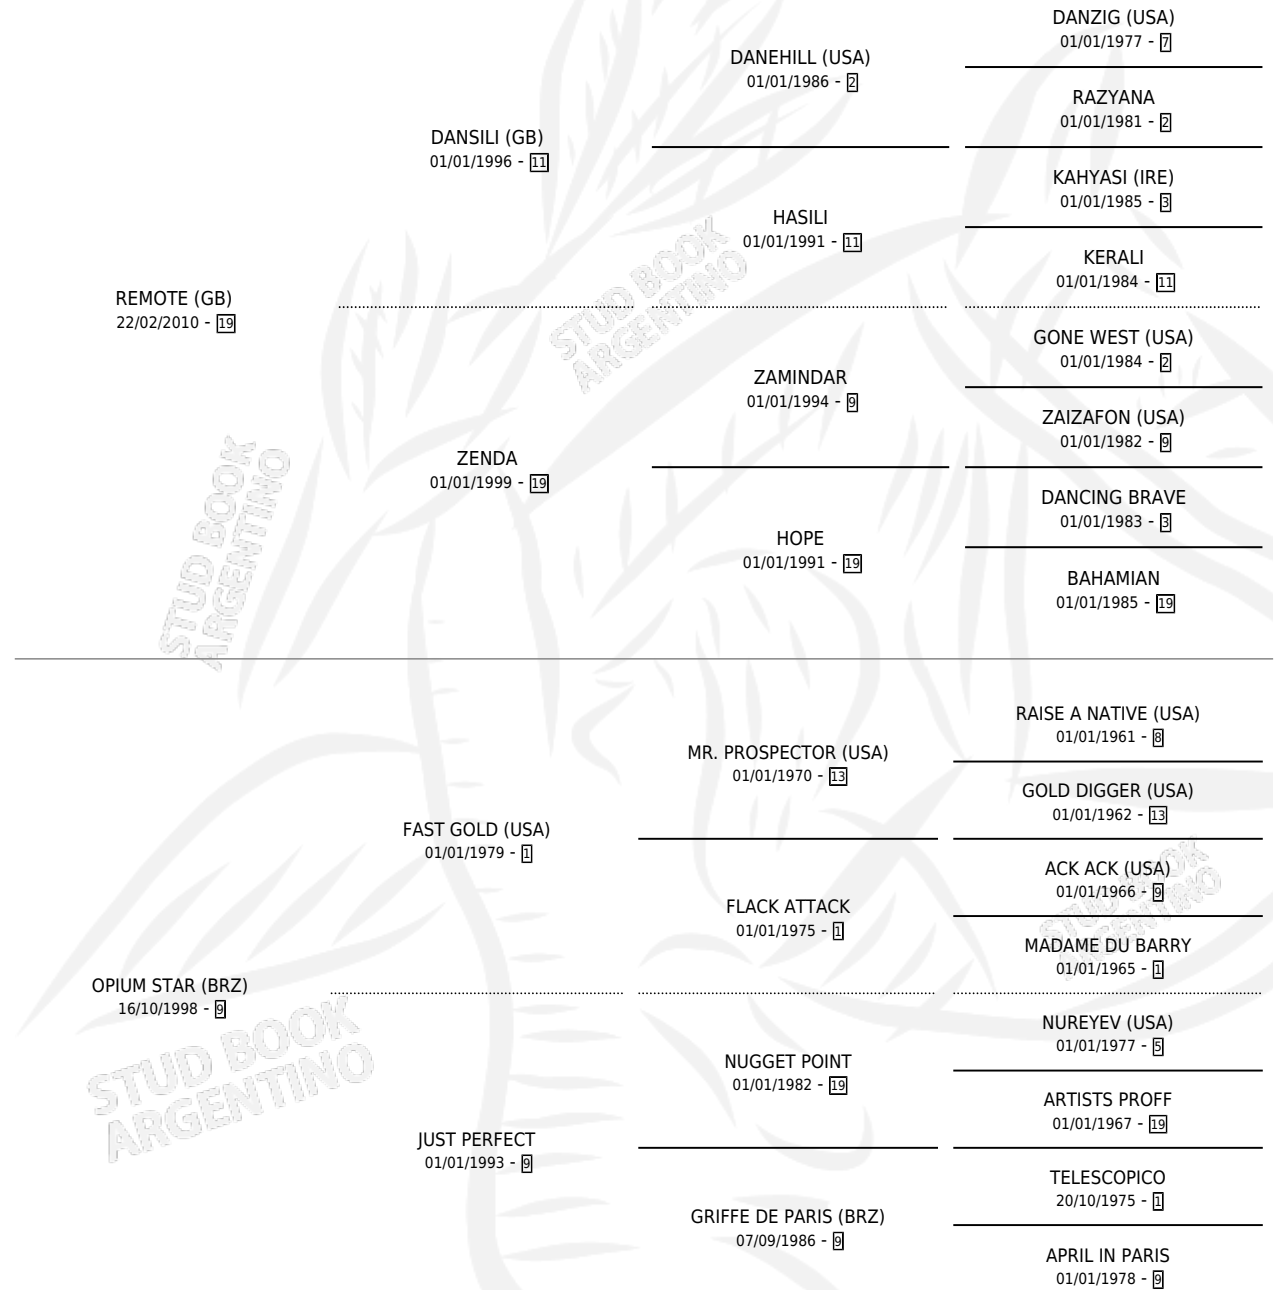 DANZIG (USA)
01/01/1977 - 7
DANEHILL (USA)
01/01/1986 - 2
RAZYANA
01/01/1981 - 2
DANSILI (GB)
01/01/1996 - 11
KAHYASI (IRE)
01/01/1985 - 3
HASILI
01/01/1991 - 11
KERALI
01/01/1984 - 11
REMOTE (GB)
22/02/2010 - 19
STUD BOOK
ARGENTINO
GONE WEST (USA)
01/01/1984 - 2
ZAMINDAR
01/01/1994 - 9
ZAIZAFON (USA)
01/01/1982 - 9
ZENDA
01/01/1999 - 19
DANCING BRAVE
01/01/1983 - 3
HOPE
01/01/1991 - 19
BAHAMIAN
01/01/1985 - 19
STUD BOOK
ARGENTINO
RAISE A NATIVE (USA)
01/01/1961 - 8
MR. PROSPECTOR (USA)
01/01/1970 - 13
GOLD DIGGER (USA)
01/01/1962 - 13
FAST GOLD (USA)
01/01/1979 - 1
ACK ACK (USA)
01/01/1966 - 9
FLACK ATTACK
01/01/1975 - 1
MADAME DU BARRY
01/01/1965 - 1
STUD BOOK
ARGENTINO
OPIUM STAR (BRZ)
16/10/1998 - 9
NUREYEV (USA)
01/01/1977 - 5
NUGGET POINT
01/01/1982 - 19
ARTISTS PROFF
01/01/1967 - 19
STUD BOOK
ARGENTINO
JUST PERFECT
01/01/1993 - 9
TELESCOPICO
20/10/1975 - 1
GRIFFE DE PARIS (BRZ)
07/09/1986 - 9
APRIL IN PARIS
01/01/1978 - 9